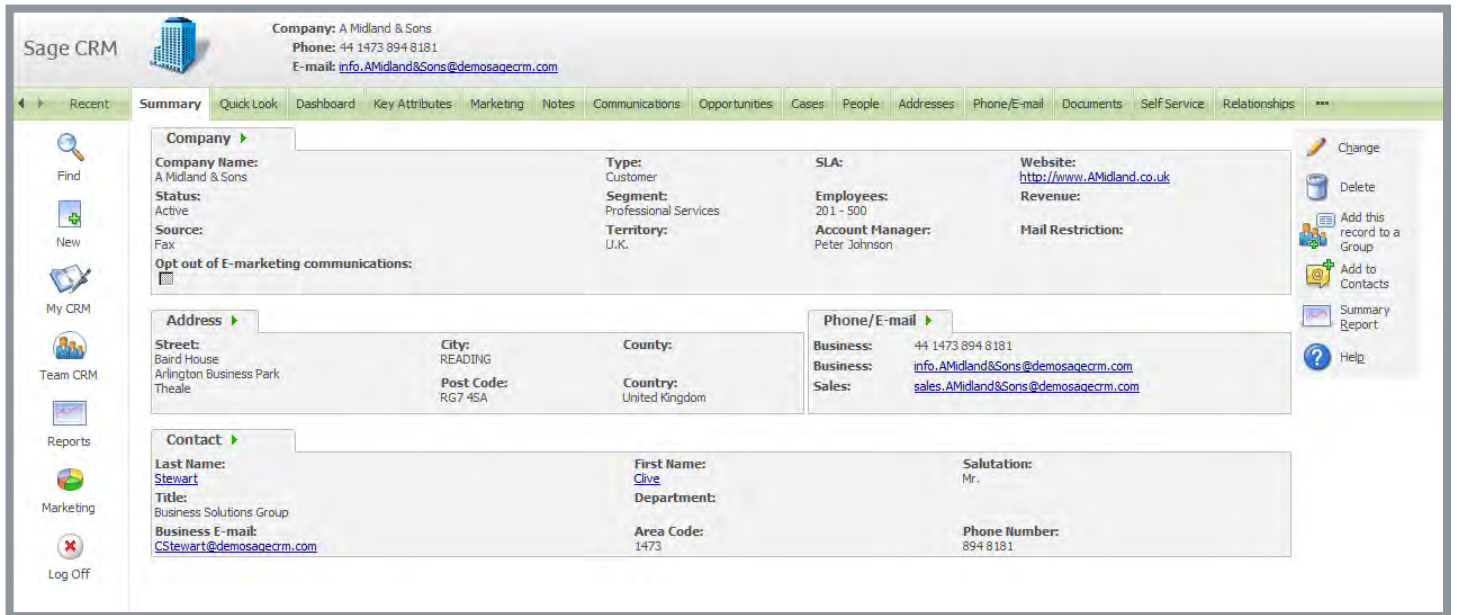 Sage CRM
Company: A Midland & Sons
Phone: 44 1473 894 8181
E-mail: info.AMidland&Sons@demosagecrm.com
Recent Summary Quick Look Dashboard Key Attributes Marketing Notes Communications Opportunities Cases People Addresses Phone/E-mail Documents Self Service Relationships •••
Find
New
My CRM
Team CRM
Reports
Marketing
Log Off
Company
Company Name: Type: SLA: Website:
A Midland & Sons Customer http://www.AMidland.co.uk
Status: Segment: Employees: Revenue:
Active Professional Services 201 - 500
Source: Territory: Account Manager: Mail Restriction:
Fax U.K. Peter Johnson
Opt out of E-marketing communications:
Address
Street: City: County:
Baird House READING
Arlington Business Park
Theale
Post Code: Country:
RG7 4SA United Kingdom
Phone/E-mail
Business: 44 1473 894 8181
Business: info.AMidland&Sons@demosagecrm.com
Sales: sales.AMidland&Sons@demosagecrm.com
Contact
Last Name: First Name: Salutation:
Stewart Clive Mr.
Title: Department:
Business Solutions Group
Business E-mail: Area Code: Phone Number:
CStewart@demosagecrm.com 1473 894 8181
Change
Delete
Add this
record to a
Group
Add to
Contacts
Summary
Report
Help